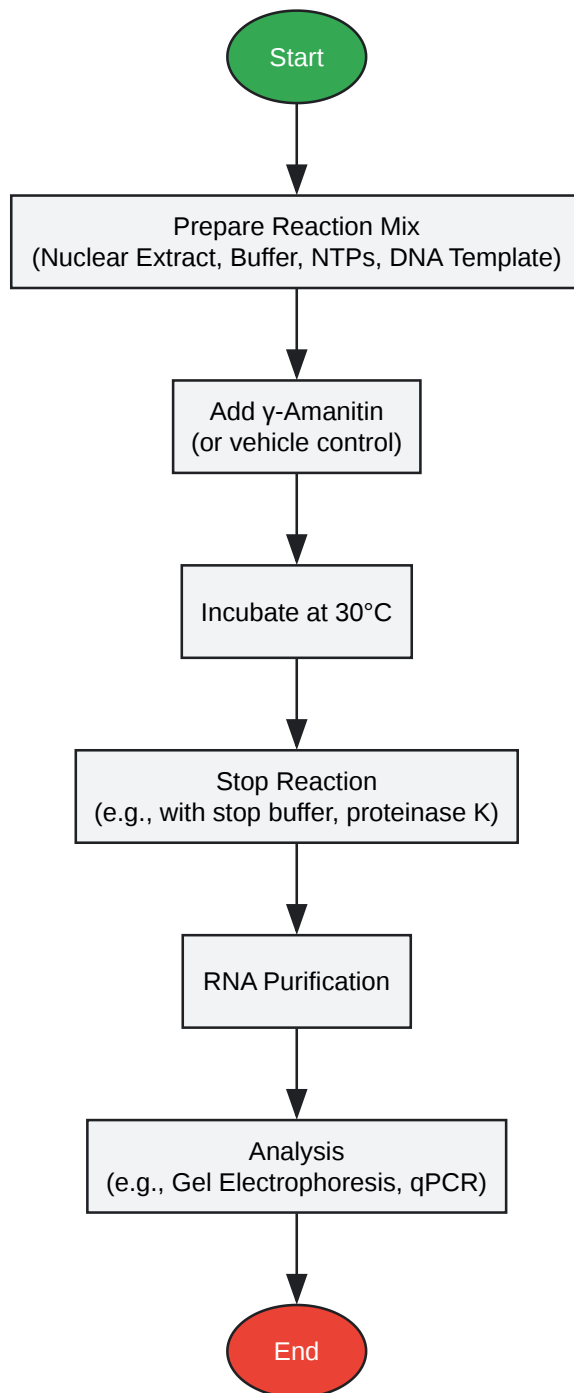 Start
Prepare Reaction Mix
(Nuclear Extract, Buffer, NTPs, DNA Template)
Add γ-Amanitin
(or vehicle control)
Incubate at 30°C
Stop Reaction
(e.g., with stop buffer, proteinase K)
RNA Purification
Analysis
(e.g., Gel Electrophoresis, qPCR)
End